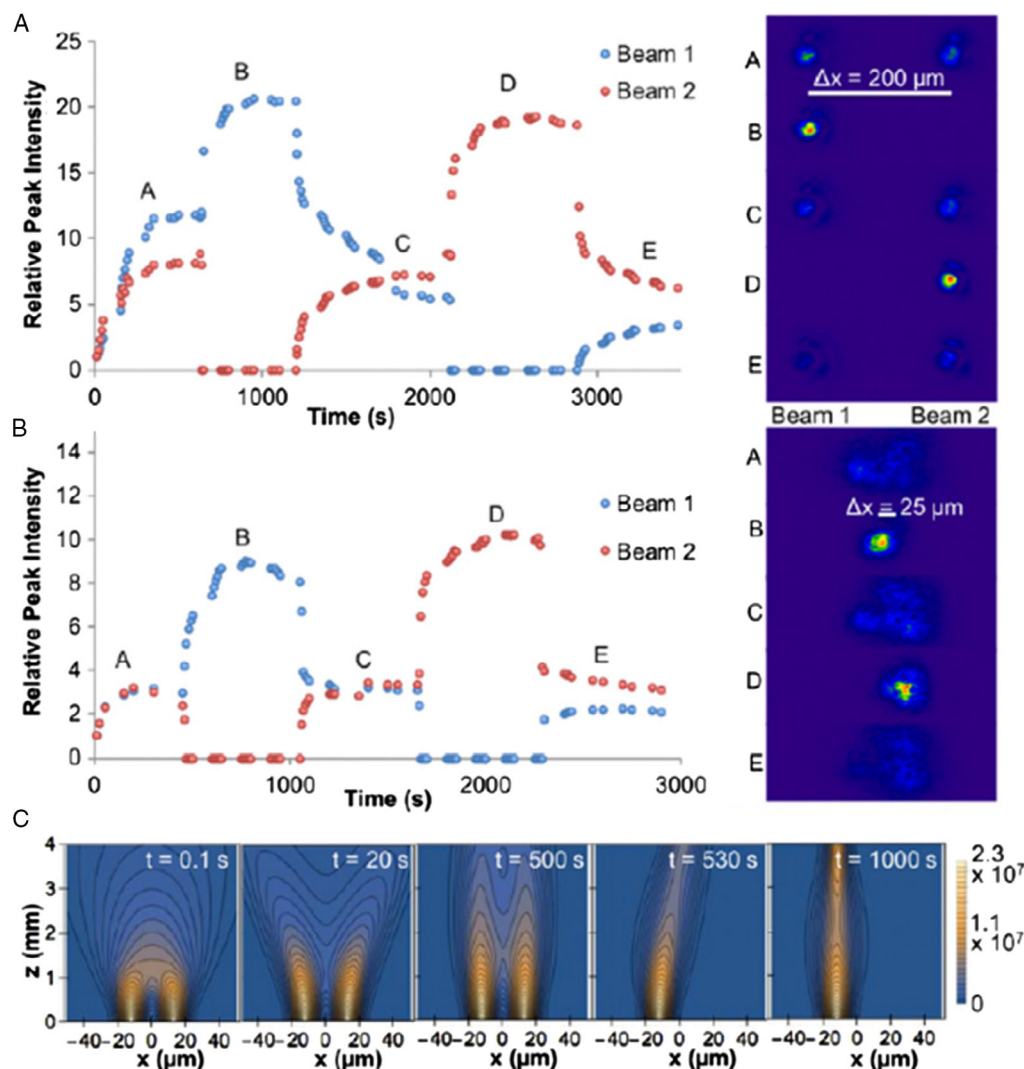 A
25
20
15
10
5
0
Relative Peak Intensity
A
B
C
D
E
Beam 1
Beam 2
0
1000
2000
3000
Time (s)
A
Δx = 200 µm
B
C
D
E
Beam 1
Beam 2
B
14
12
10
8
6
4
2
0
Relative Peak Intensity
A
B
C
D
E
Beam 1
Beam 2
0
1000
2000
3000
Time (s)
A
Δx = 25 µm
B
C
D
E
C
4
3
2
1
0
z (mm)
t = 0.1 s
t = 20 s
t = 500 s
t = 530 s
t = 1000 s
−40 −20 0 20 40
−40 −20 0 20 40
−40 −20 0 20 40
−40 −20 0 20 40
−40 −20 0 20 40
x (µm)
x (µm)
x (µm)
x (µm)
x (µm)
2.3
x 10⁷
1.1
x 10⁷
0